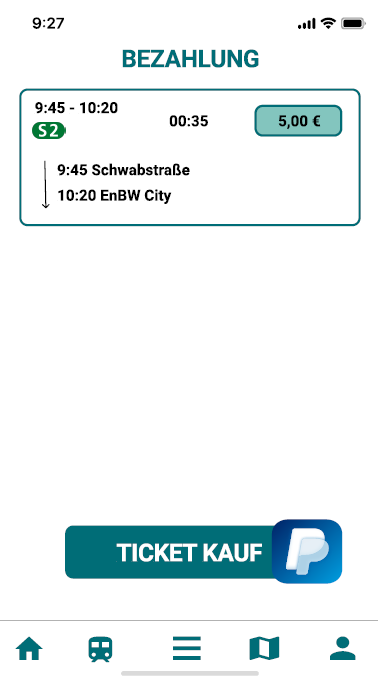 9:27
BEZAHLUNG
9:45 - 10:20
00:35
5,00 €
S2
9:45 Schwabstraße
10:20 EnBW City
TICKET KAUF